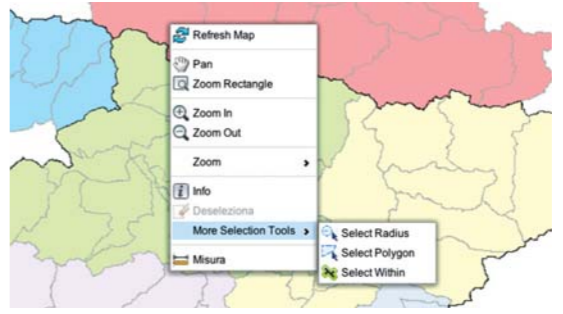 Refresh Map
Pan
Zoom Rectangle
Zoom In
Zoom Out
Zoom
Info
Deseleziona
More Selection Tools
Select Radius
Select Polygon
Select Within
Misura